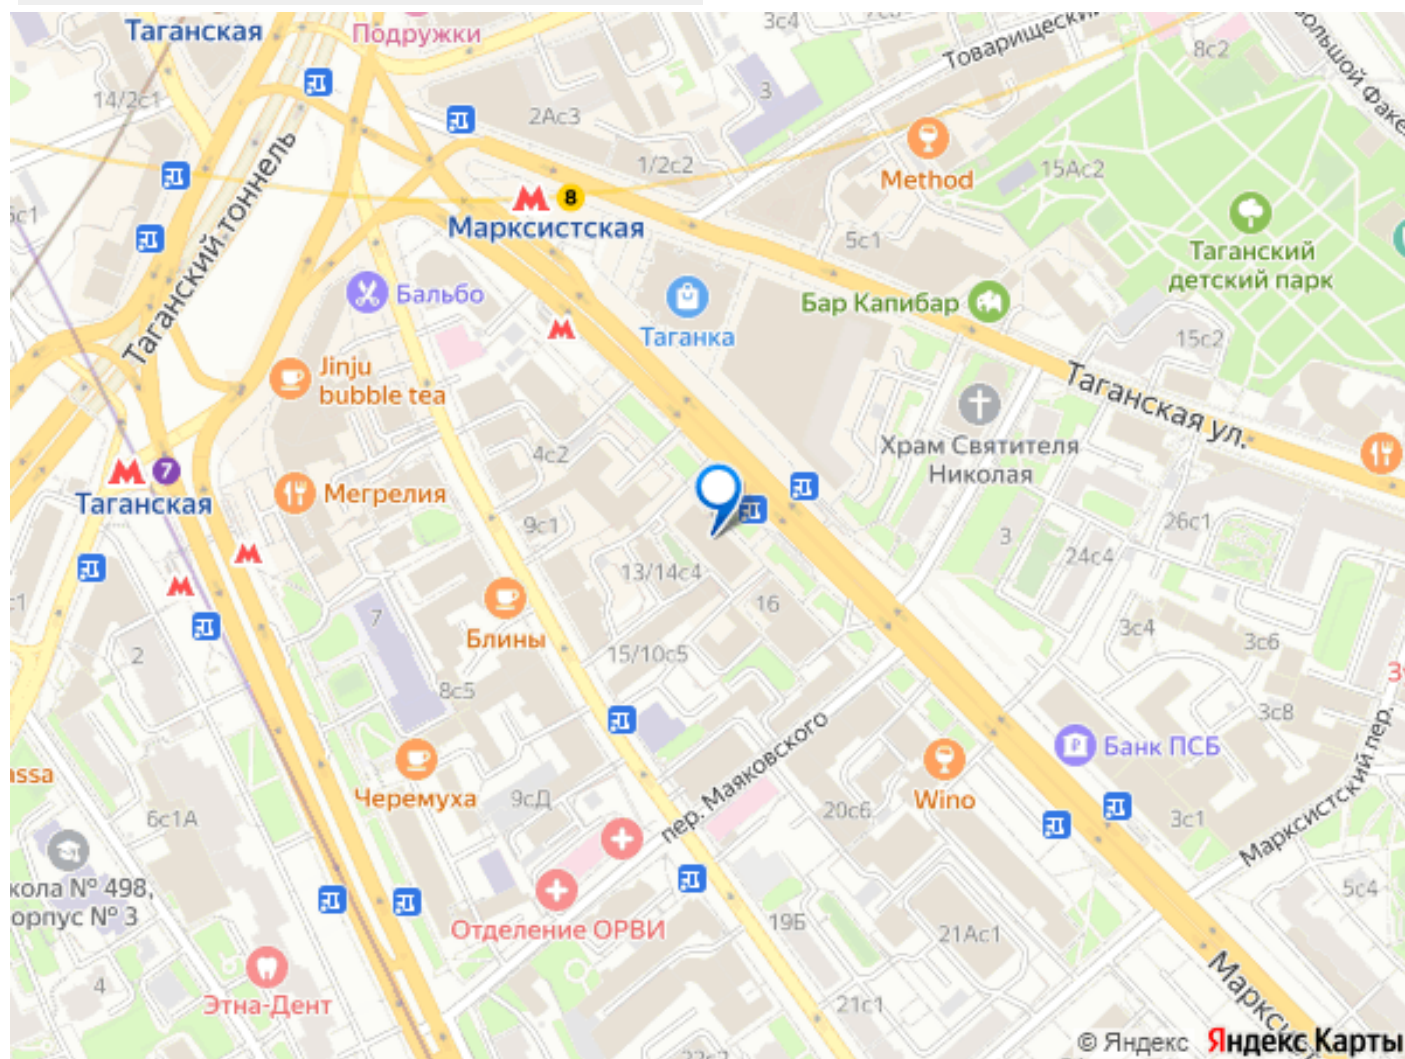 Таганская
Подружки
3с4
Товарищеский
8с2
14/2с1
2Ас3
3
1/2с2
Method
15Ас2
Таганский тоннель
8
Марксистская
5с1
Таганский
детский парк
Бальбо
Таганка
Бар Капибар
15с2
Jinju
bubble tea
Таганская ул.
Храм Святителя
Николая
4с2
7
Таганская
Мегрелия
9с1
26с1
3
24с4
13/14с4
16
7
Блины
3с4
3с6
2
15/10с5
8с5
3с8
пер. Маяковского
Банк ПСБ
Черемуха
9сД
Wino
20с6
3с1
Марксистский пер.
6с1А
кола № 498,
орпус № 3
5с4
Отделение ОРВИ
19Б
21Ас1
4
Этна-Дент
21с1
Марксис
© Яндекс Яндекс Карты